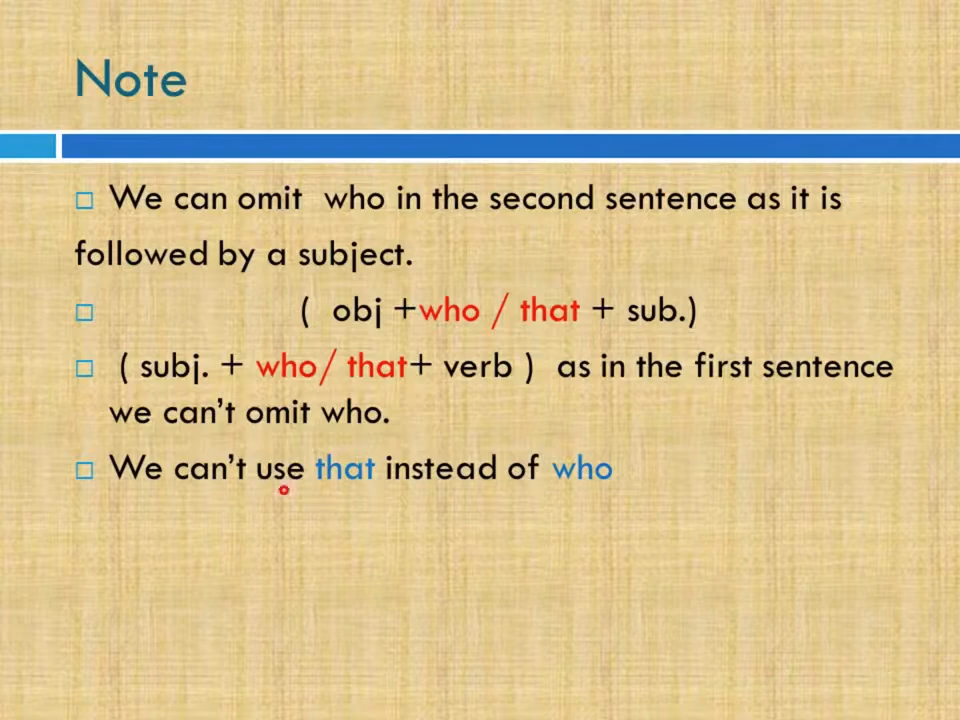 Note
We can omit who in the second sentence as it is
followed by a subject.
( obj +who / that + sub.)
( subj. + who/ that+ verb ) as in the first sentence
we can't omit who.
We can't use that instead of who